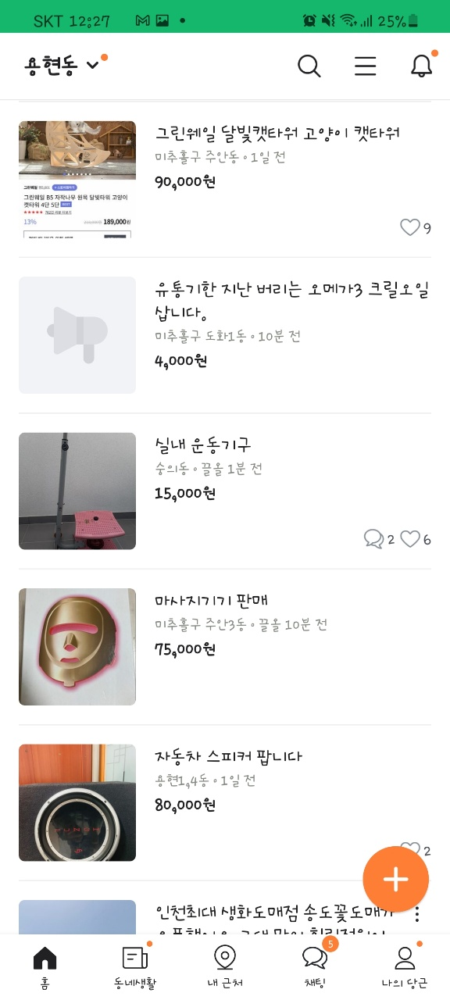 SKT 12:27
25%
용현동
그린웨일 달빛캣타워 고양이 캣타워
미추홀구 주안동 · 1일 전
90,000원
9
그린웨일
그린웨일 B5 자작나무 원목 달빛타워 고양이
캣타워 4단 5단 BEST
13% 189,000원
유통기한 지난 버리는 오메가3 크릴오일
삽니다.
미추홀구 도화1동 · 10분 전
4,000원
실내 운동기구
숭의동 · 끌올 1분 전
15,000원
2 6
마사지기기 판매
미추홀구 주안3동 · 끌올 10분 전
75,000원
자동차 스피커 팝니다
용현1,4동 · 1일 전
80,000원
2
인천최대 생화도매점 송도꽃도매가
5
홈 동네생활 내 근처 채팅 나의 당근